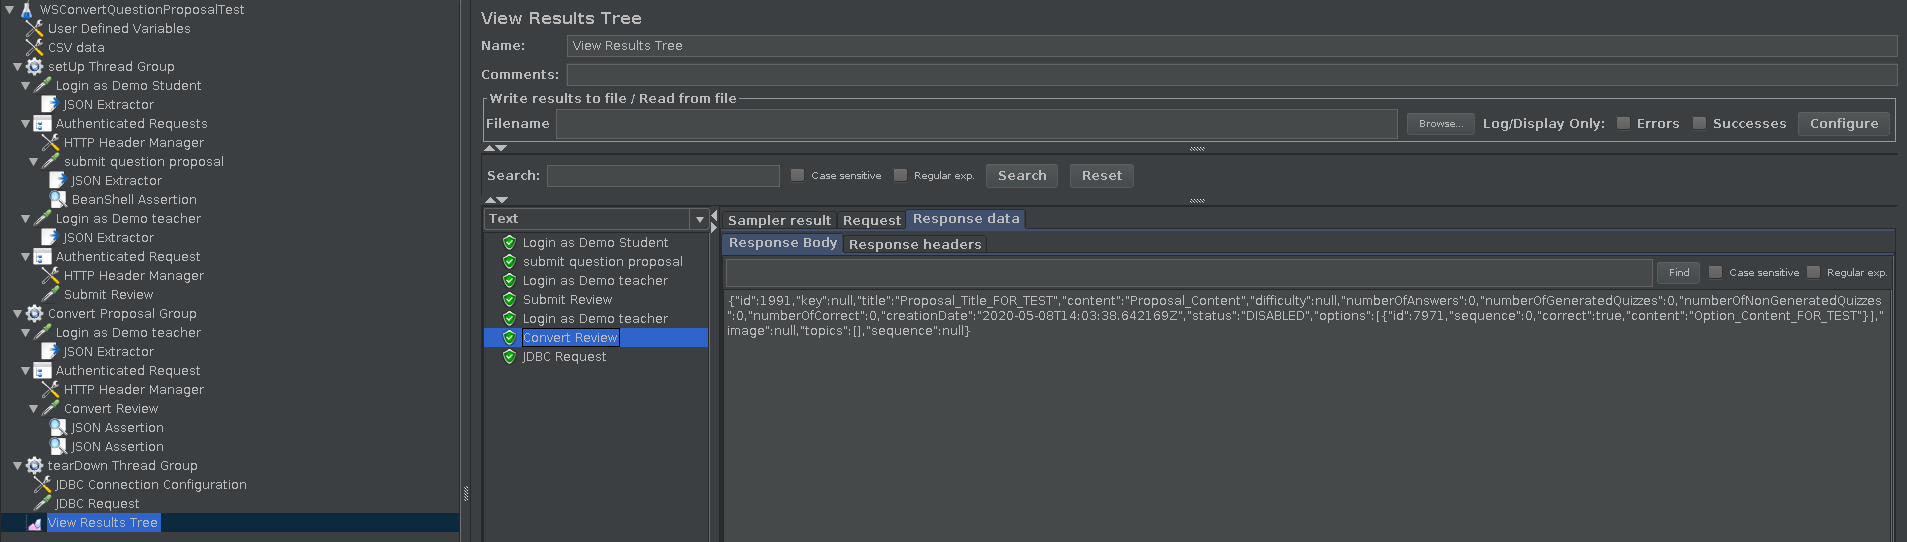 WSConvertQuestionProposalTest
User Defined Variables
CSV data
setUp Thread Group
Login as Demo Student
JSON Extractor
Authenticated Requests
HTTP Header Manager
submit question proposal
JSON Extractor
BeanShell Assertion
Login as Demo teacher
JSON Extractor
Authenticated Request
HTTP Header Manager
Submit Review
Convert Proposal Group
Login as Demo teacher
JSON Extractor
Authenticated Request
HTTP Header Manager
Convert Review
JSON Assertion
JSON Assertion
tearDown Thread Group
JDBC Connection Configuration
JDBC Request
View Results Tree
View Results Tree
Name: View Results Tree
Comments:
Write results to file / Read from file
Filename Browse... Log/Display Only: Errors Successes Configure
Search: Case sensitive Regular exp. Search Reset
Text
Login as Demo Student
submit question proposal
Login as Demo teacher
Submit Review
Login as Demo teacher
Convert Review
JDBC Request
Sampler result Request Response data
Response Body Response headers
Find Case sensitive Regular exp.
{"id":1991,"key":null,"title":"Proposal_Title_FOR_TEST","content":"Proposal_Content","difficulty":null,"numberOfAnswers":0,"numberOfGeneratedQuizzes":0,"numberOfNonGeneratedQuizzes
":0,"numberOfCorrect":0,"creationDate":"2020-05-08T14:03:38.642169Z","status":"DISABLED","options":[{"id":7971,"sequence":0,"correct":true,"content":"Option_Content_FOR_TEST"}],"
image":null,"topics":[],"sequence":null}